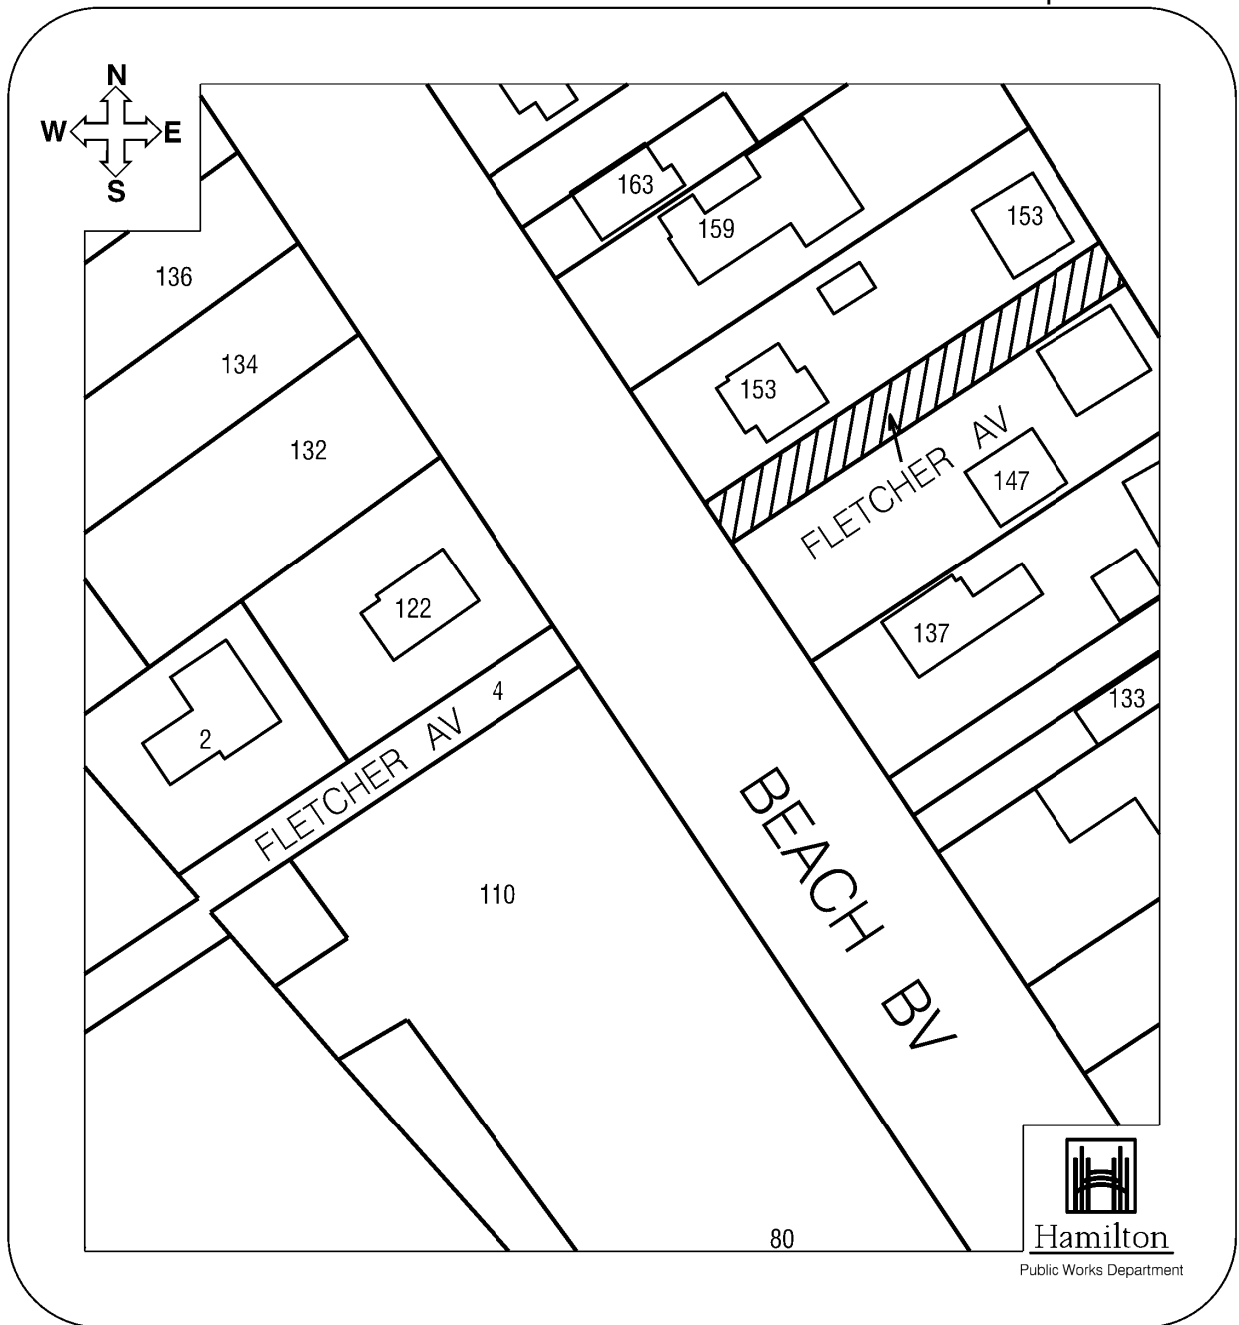 N
W E
S
163
159
153
136
134
153
132
FLETCHER AV
147
122
137
4
133
2
FLETCHER AV
BEACH BV
110
80
Hamilton
Public Works Department